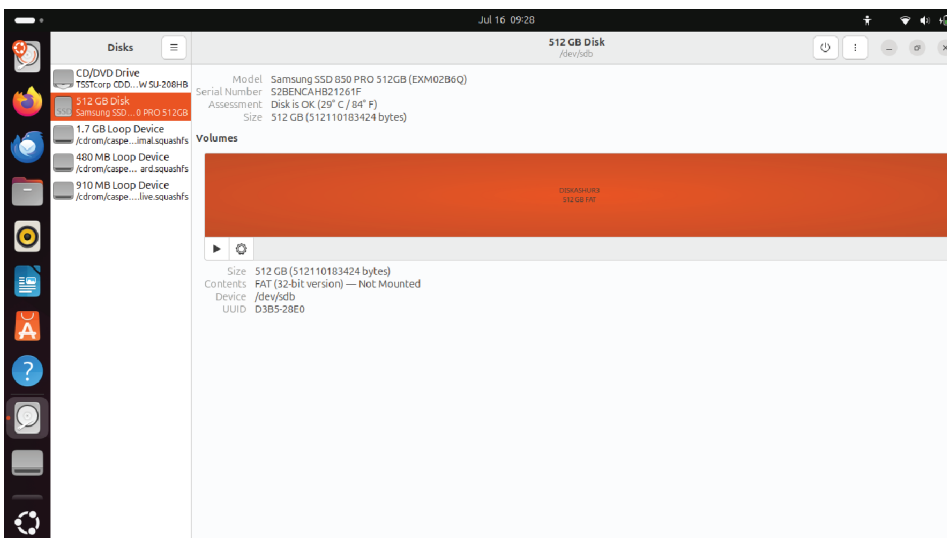 Jul 16 09:28
Disks
512 GB Disk
/dev/sdb
CD/DVD Drive
TSSTcorp CDD...W SU-208HB
512 GB Disk
Samsung SSD...0 PRO 512GB
1.7 GB Loop Device
/cdrom/caspe...imal.squashfs
480 MB Loop Device
/cdrom/caspe... ard.squashfs
910 MB Loop Device
/cdrom/caspe....live.squashfs
SSD
Model Samsung SSD 850 PRO 512GB (EXM02B6Q)
Serial Number S2BENCAHB21261F
Assessment Disk is OK (29° C / 84° F)
Size 512 GB (512110183424 bytes)
Volumes
DISKASHUR3
512 GB FAT
Size 512 GB (512110183424 bytes)
Contents FAT (32-bit version) — Not Mounted
Device /dev/sdb
UUID D3B5-28E0